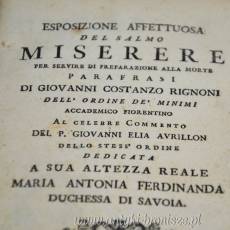 ESPOSIZIONE AFFETTUOSA
DEL SALMO
MISERERE
PER SERVIRE DI PREPARAZIONE ALLA MORTE
PARAFRASI
DI GIOVANNI COSTANZO RIGNONI
DELL' ORDINE DE' MINIMI
ACCADEMICO FIORENTINO
AL CELEBRE COMMENTO
DEL P. GIOVANNI ELIA AVRILLON
DELLO STESS' ORDINE
DEDICATA
A SUA ALTEZZA REALE
MARIA ANTONIA FERDINANDA
DUCHESSA DI SAVOIA.